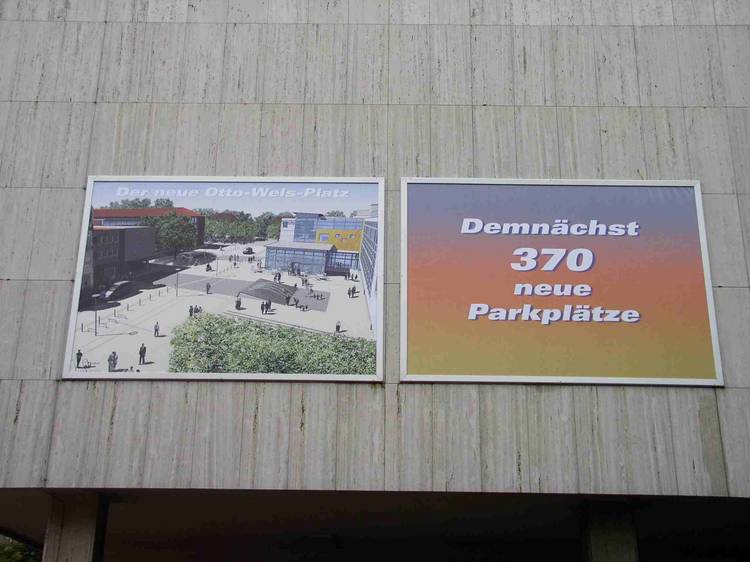 Der neue Otto-Wels-Platz
Demnächst
370
neue
Parkplätze